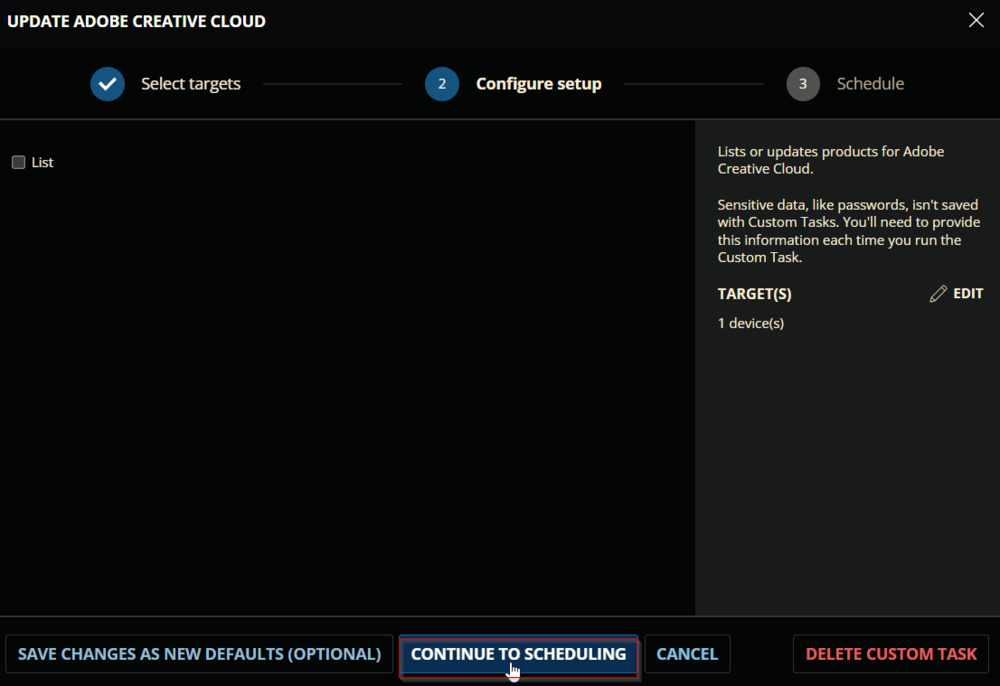 UPDATE ADOBE CREATIVE CLOUD
Select targets
2
Configure setup
3
Schedule
List
Lists or updates products for Adobe
Creative Cloud.
Sensitive data, like passwords, isn't saved
with Custom Tasks. You'll need to provide
this information each time you run the
Custom Task.
TARGET(S)
EDIT
1 device(s)
SAVE CHANGES AS NEW DEFAULTS (OPTIONAL)
CONTINUE TO SCHEDULING
CANCEL
DELETE CUSTOM TASK